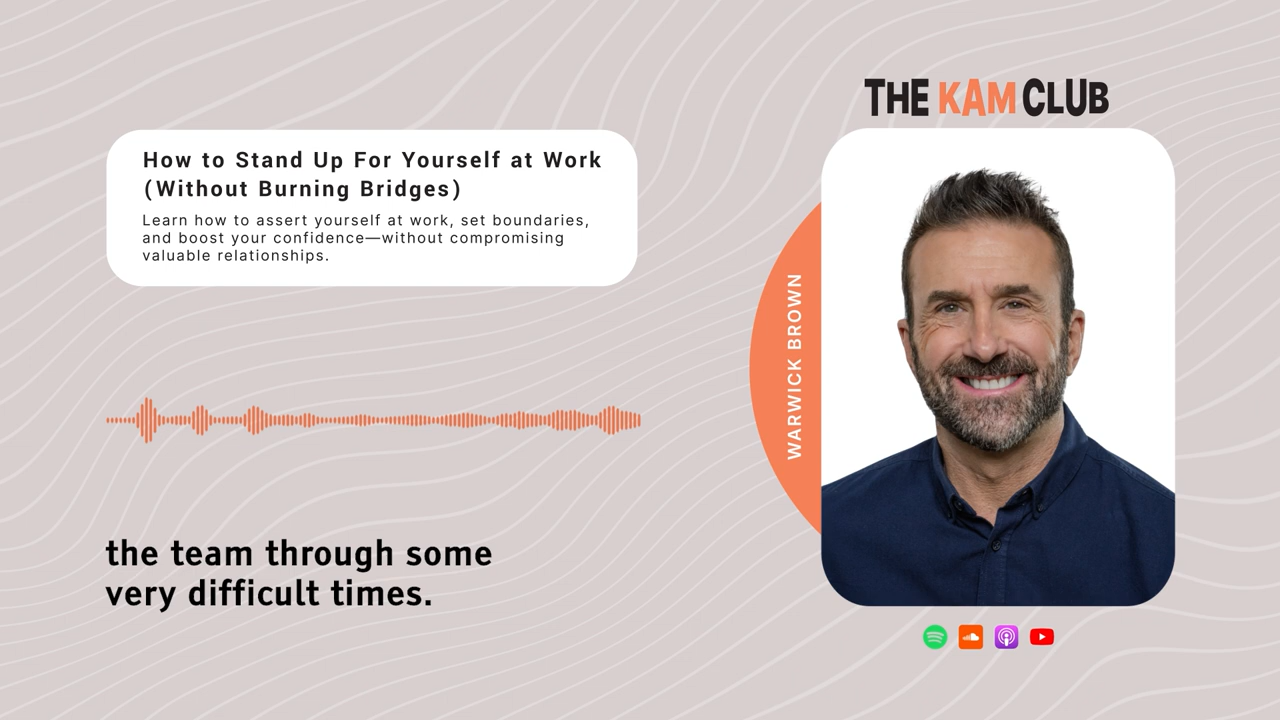 THE KAM CLUB
How to Stand Up For Yourself at Work
(Without Burning Bridges)
Learn how to assert yourself at work, set boundaries,
and boost your confidence—without compromising
valuable relationships.
WARWICK BROWN
the team through some
very difficult times.